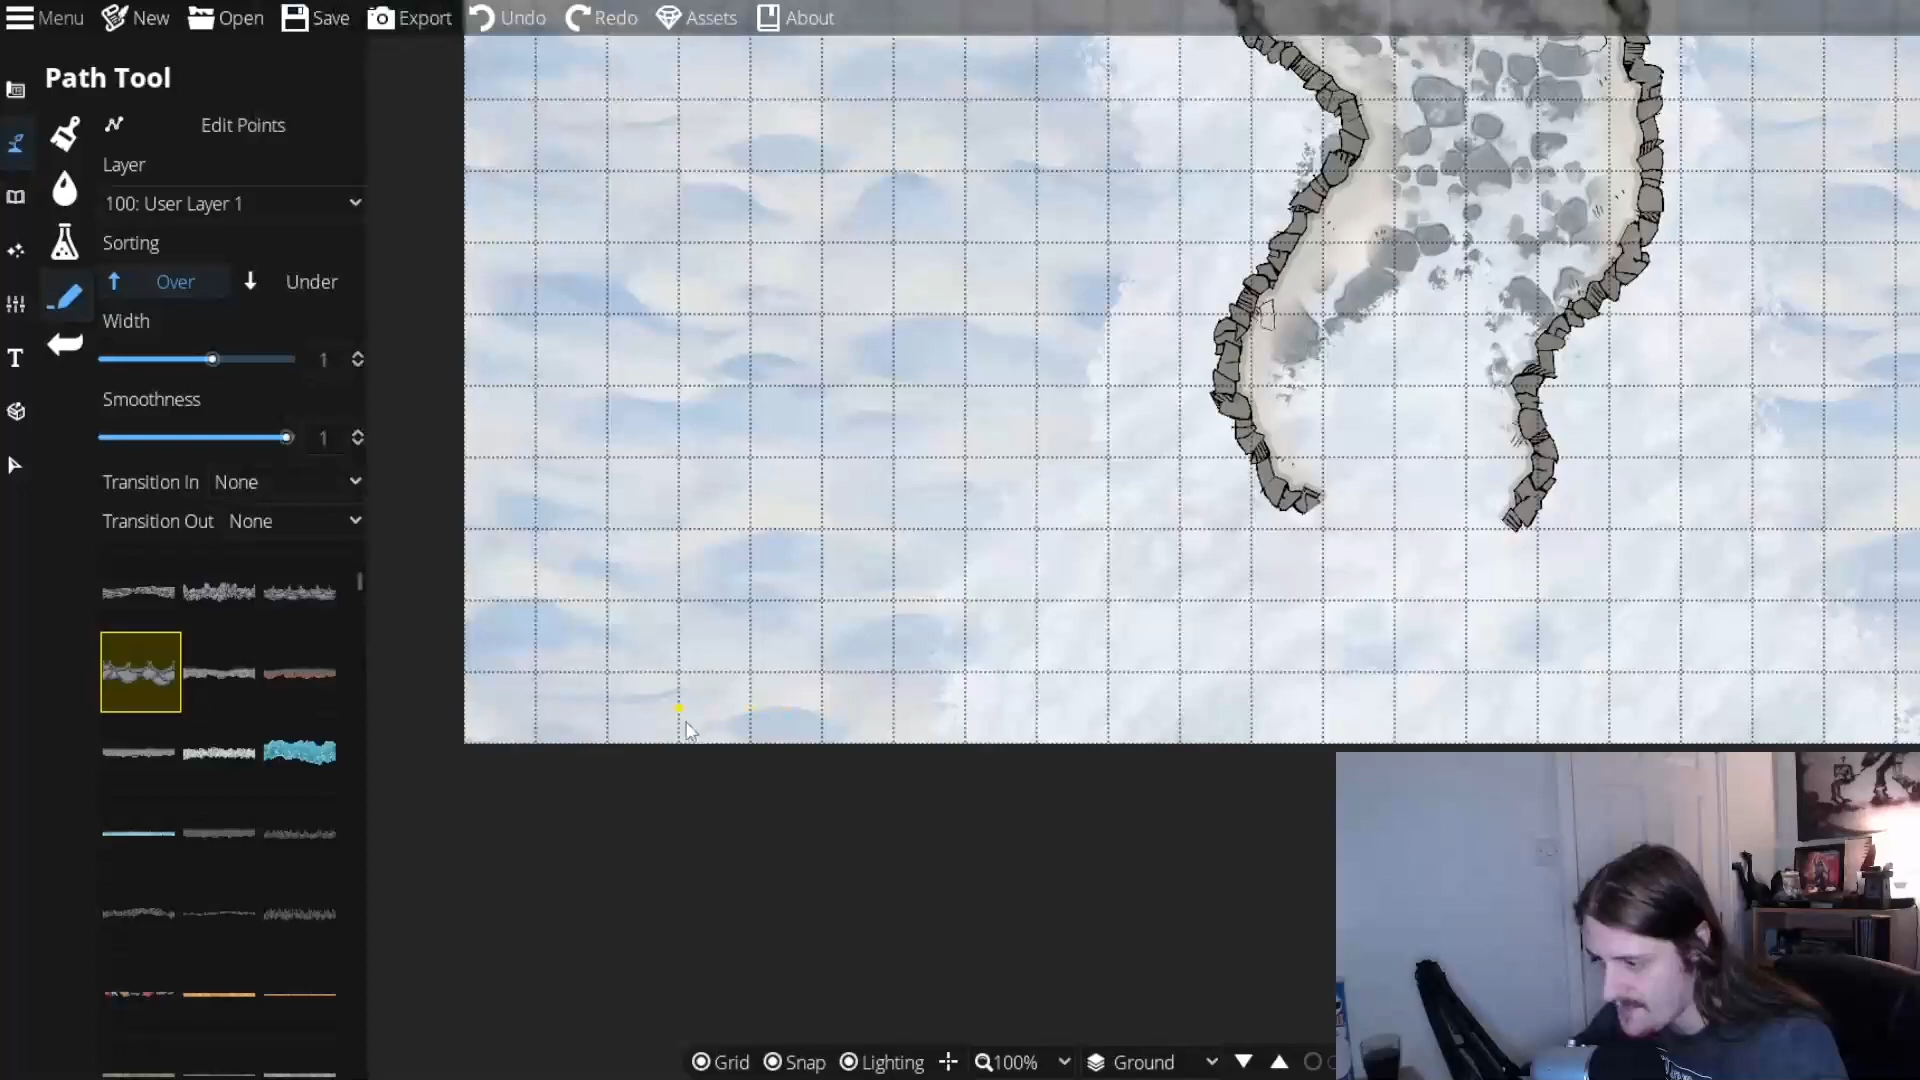 Menu New Open Save Export Undo Redo Assets About
Path Tool
Edit Points
Layer
100: User Layer 1
Sorting
Over Under
Width
1
Smoothness
1
Transition In None
Transition Out None
T
Grid Snap Lighting 100% Ground